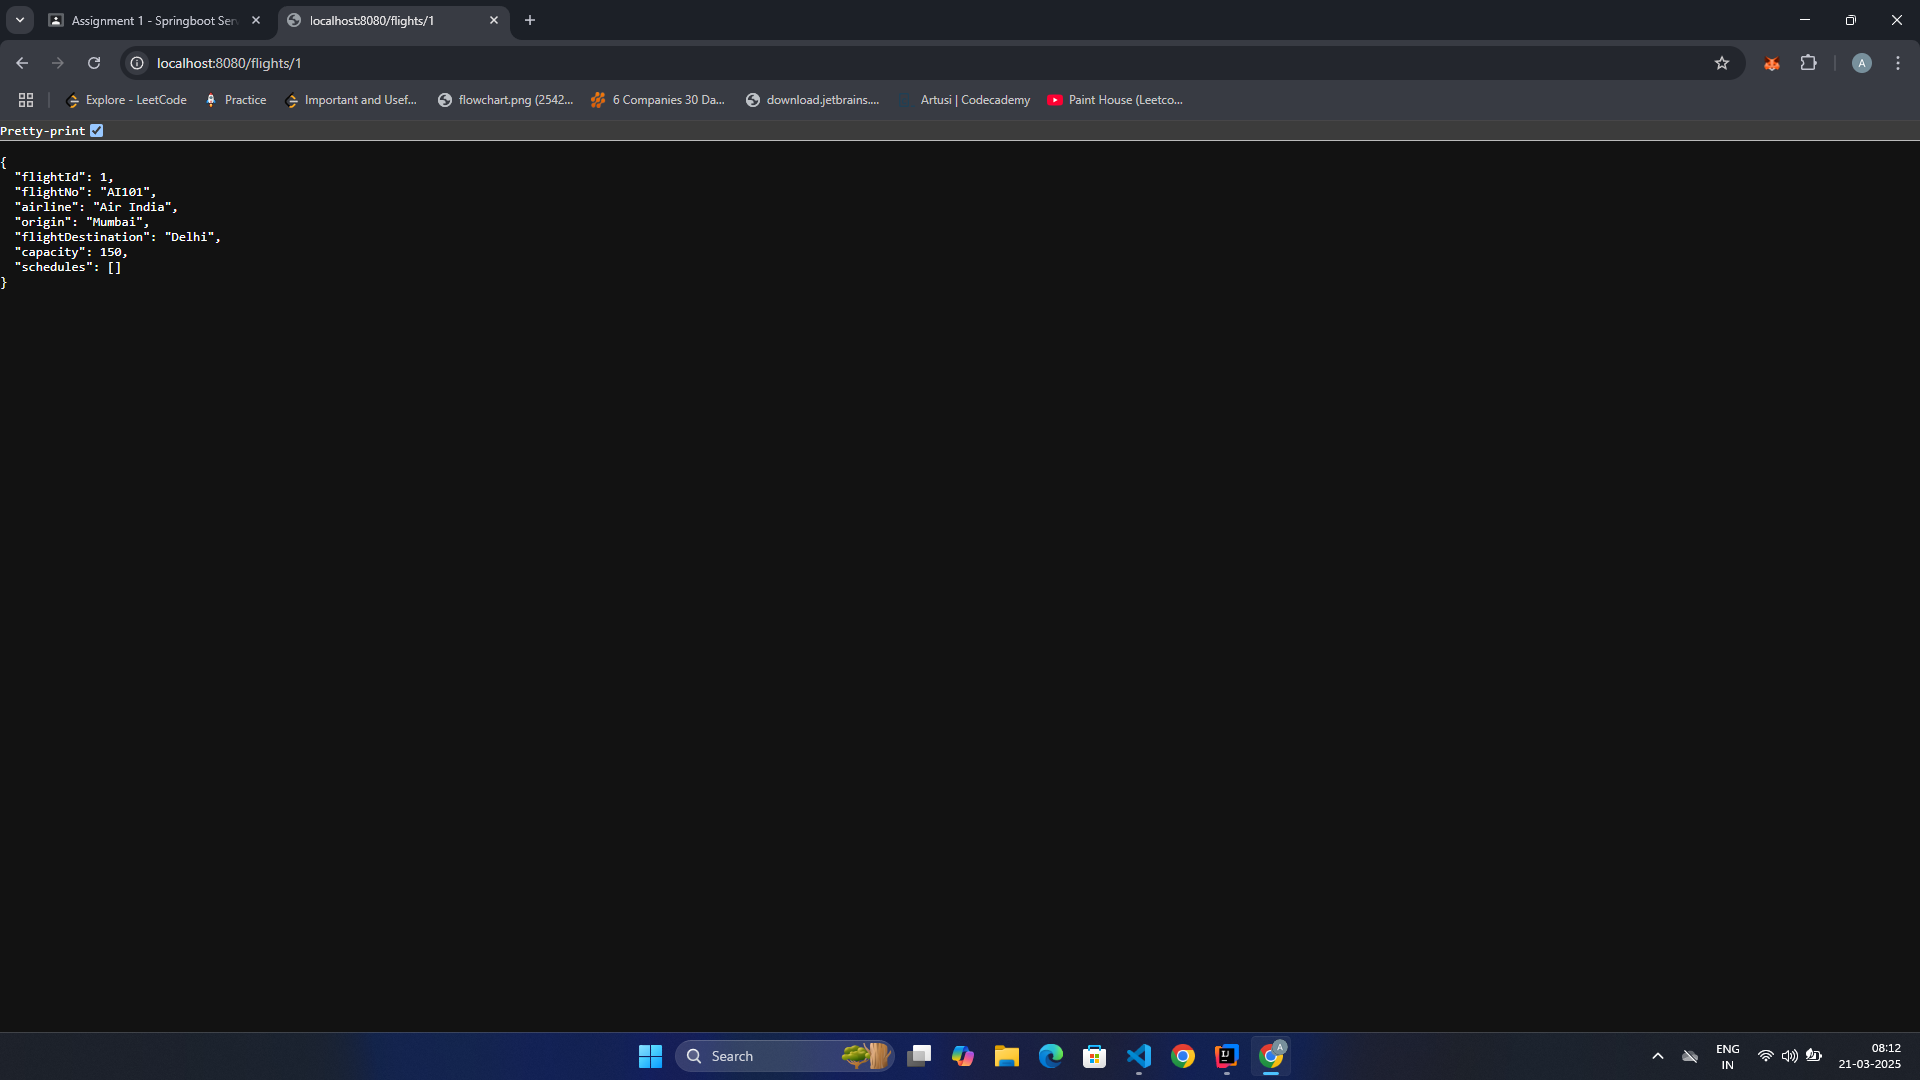 Assignment 1 - Springboot Ser
localhost:8080/flights/1
localhost:8080/flights/1
A
Explore - LeetCode
Practice
Important and Usef...
flowchart.png (2542...
6 Companies 30 Da...
download.jetbrains....
Artusi | Codecademy
Paint House (Leetco...
Pretty-print
{
"flightId": 1,
"flightNo": "AI101",
"airline": "Air India",
"origin": "Mumbai",
"flightDestination": "Delhi",
"capacity": 150,
"schedules": []
}
Search
ENG
IN
08:12
21-03-2025